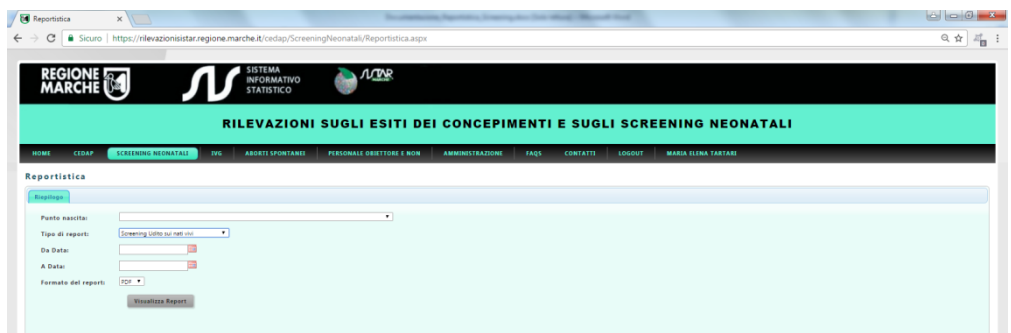 Reportistica
Sicuro https://rilevazionisistar.regione.marche.it/cedap/ScreeningNeonatali/Reportistica.aspx
REGIONE
MARCHE
SISTEMA
INFORMATIVO
STATISTICO
SISTAR
RILEVAZIONI SUGLI ESITI DEI CONCEPIMENTI E SUGLI SCREENING NEONATALI
HOME CEDAP SCREENING NEONATALI IVG ABORTI SPONTANEI PERSONALE OBIETTORE E NON AMMINISTRAZIONE FAQS CONTATTI LOGOUT MARIA ELENA TARTARI
Reportistica
Riepilogo
Punto nascita:
Tipo di report: Screening Udito sui nati vivi
Da Data:
A Data:
Formato del report: PDF
Visualizza Report